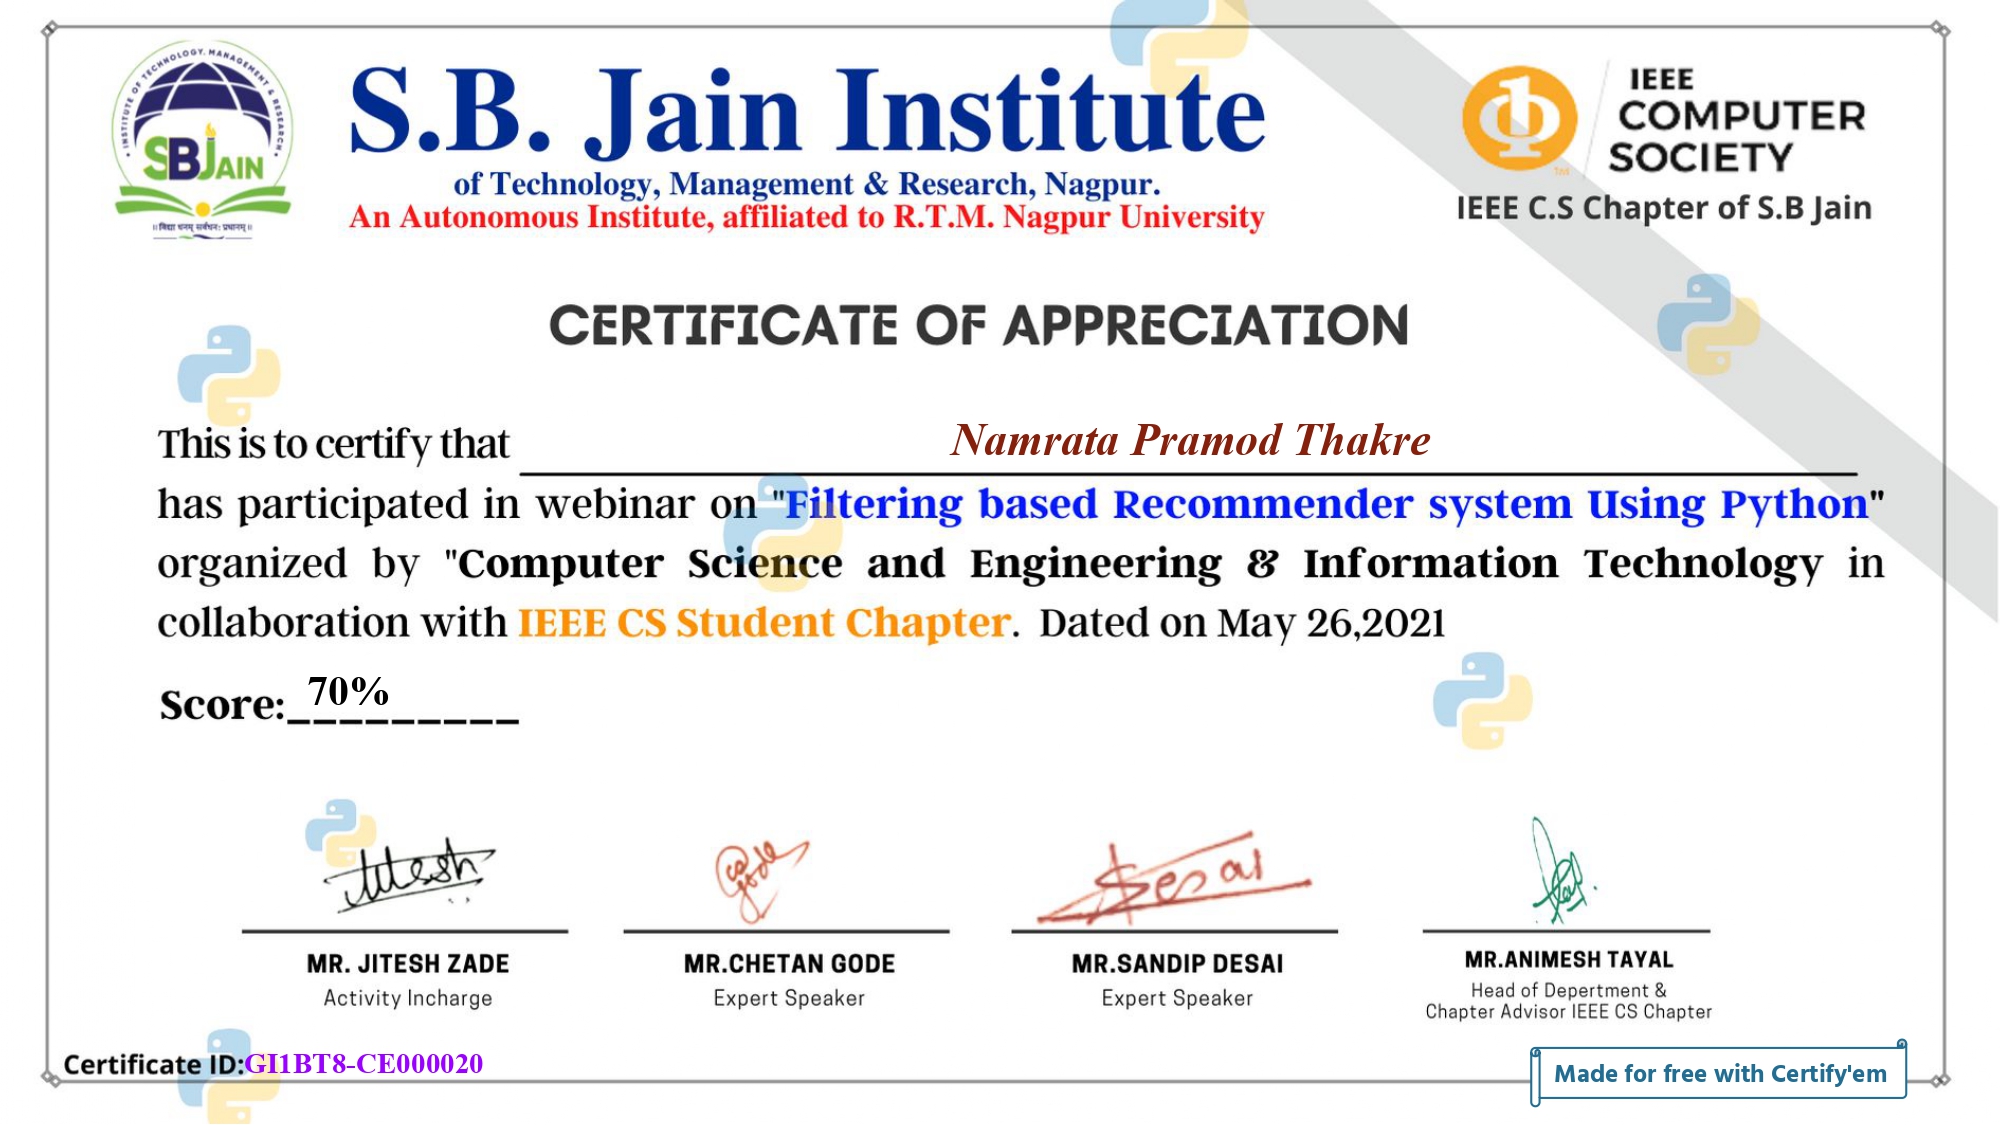 INSTITUTE OF TECHNOLOGY, MANAGEMENT & RESEARCH,
SBJAIN
S.B. Jain Institute
of Technology, Management & Research, Nagpur.
An Autonomous Institute, affiliated to R.T.M. Nagpur University
IEEE
COMPUTER
SOCIETY
TM
IEEE C.S Chapter of S.B Jain
CERTIFICATE OF APPRECIATION
This is to certify that Namrata Pramod Thakre
has participated in webinar on "Filtering based Recommender system Using Python"
organized by "Computer Science and Engineering & Information Technology in
collaboration with IEEE CS Student Chapter. Dated on May 26,2021
Score:_________ 70%
Jitesh
Desai
MR. JITESH ZADE
Activity Incharge
MR.CHETAN GODE
Expert Speaker
MR.SANDIP DESAI
Expert Speaker
MR.ANIMESH TAYAL
Head of Depertment &
Chapter Advisor IEEE CS Chapter
Certificate ID:GI1BT8-CE000020
Made for free with Certify'em